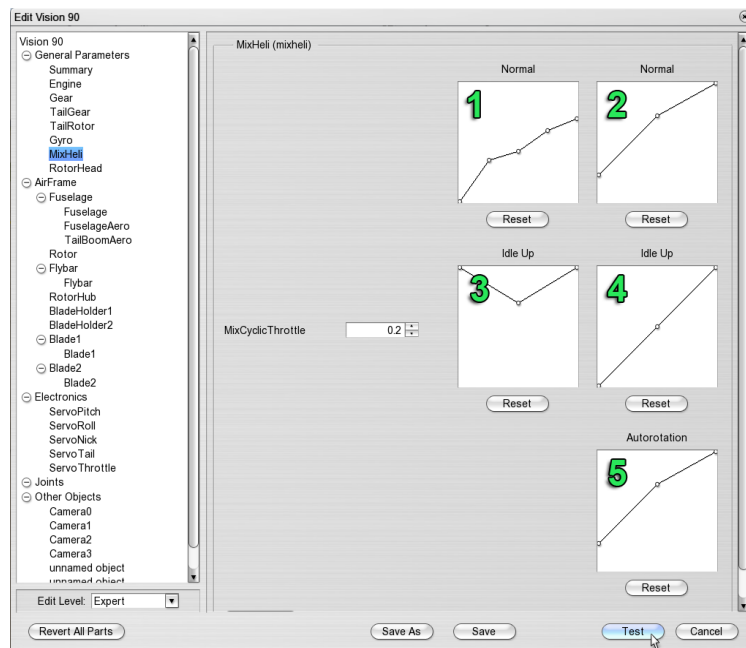 Edit Vision 90
Vision 90
General Parameters
Summary
Engine
Gear
TailGear
TailRotor
Gyro
MixHeli
RotorHead
AirFrame
Fuselage
Fuselage
FuselageAero
TailBoomAero
Rotor
Flybar
Flybar
RotorHub
BladeHolder1
BladeHolder2
Blade1
Blade1
Blade2
Blade2
Electronics
ServoPitch
ServoRoll
ServoNick
ServoTail
ServoThrottle
Joints
Other Objects
Camera0
Camera1
Camera2
Camera3
unnamed object
unnamed object
Edit Level: Expert
MixHeli (mixheli)
Normal Normal
1 2
Reset Reset
Idle Up Idle Up
3 4
MixCyclicThrottle 0.2
Reset Reset
Autorotation
5
Reset
Revert All Parts Save As Save Test Cancel